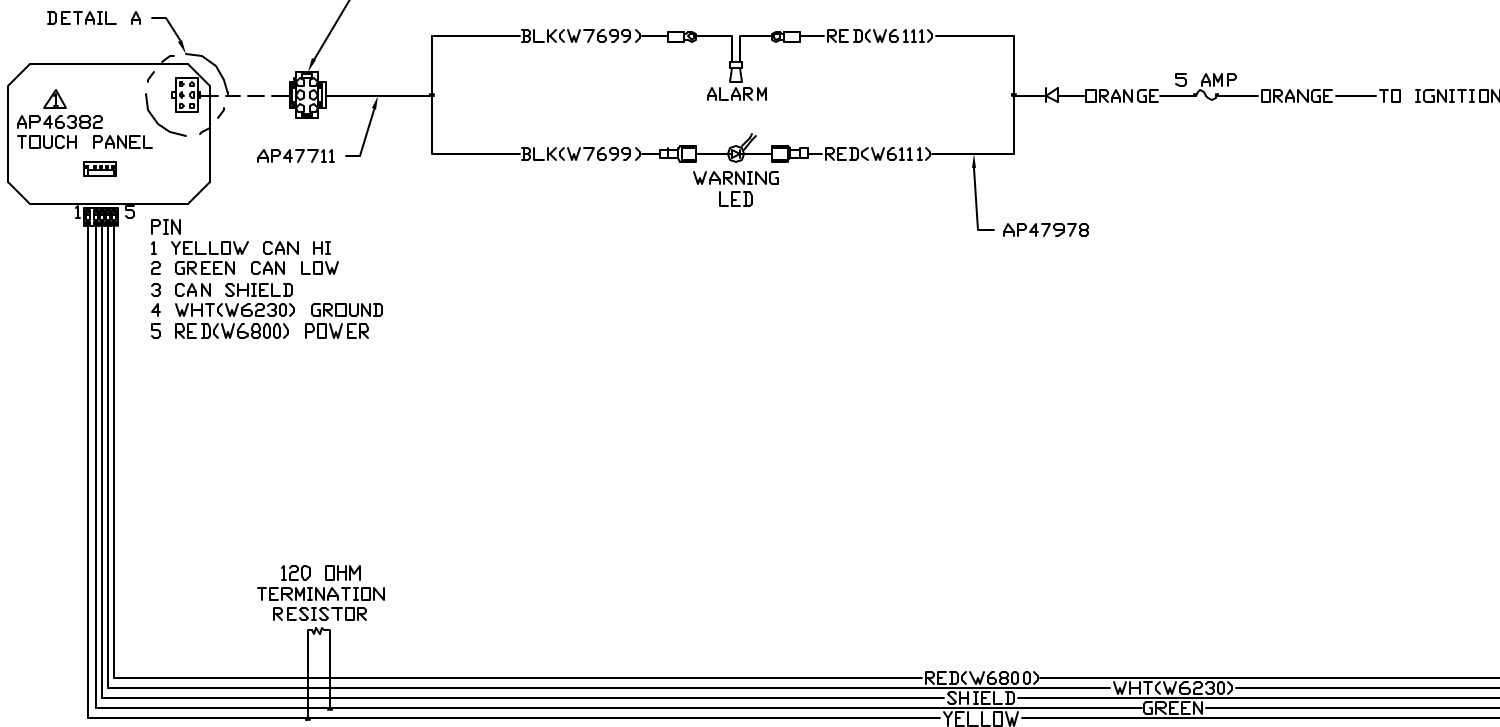 DETAIL A
BLK(W7699)
RED(W6111)
ALARM
5 AMP
ORANGE
ORANGE
TO IGNITION
AP46382
TOUCH PANEL
AP47711
BLK(W7699)
RED(W6111)
WARNING
LED
AP47978
1
5
PIN
1 YELLOW CAN HI
2 GREEN CAN LOW
3 CAN SHIELD
4 WHT(W6230) GROUND
5 RED(W6800) POWER
120 OHM
TERMINATION
RESISTOR
RED(W6800)
WHT(W6230)
SHIELD
GREEN
YELLOW